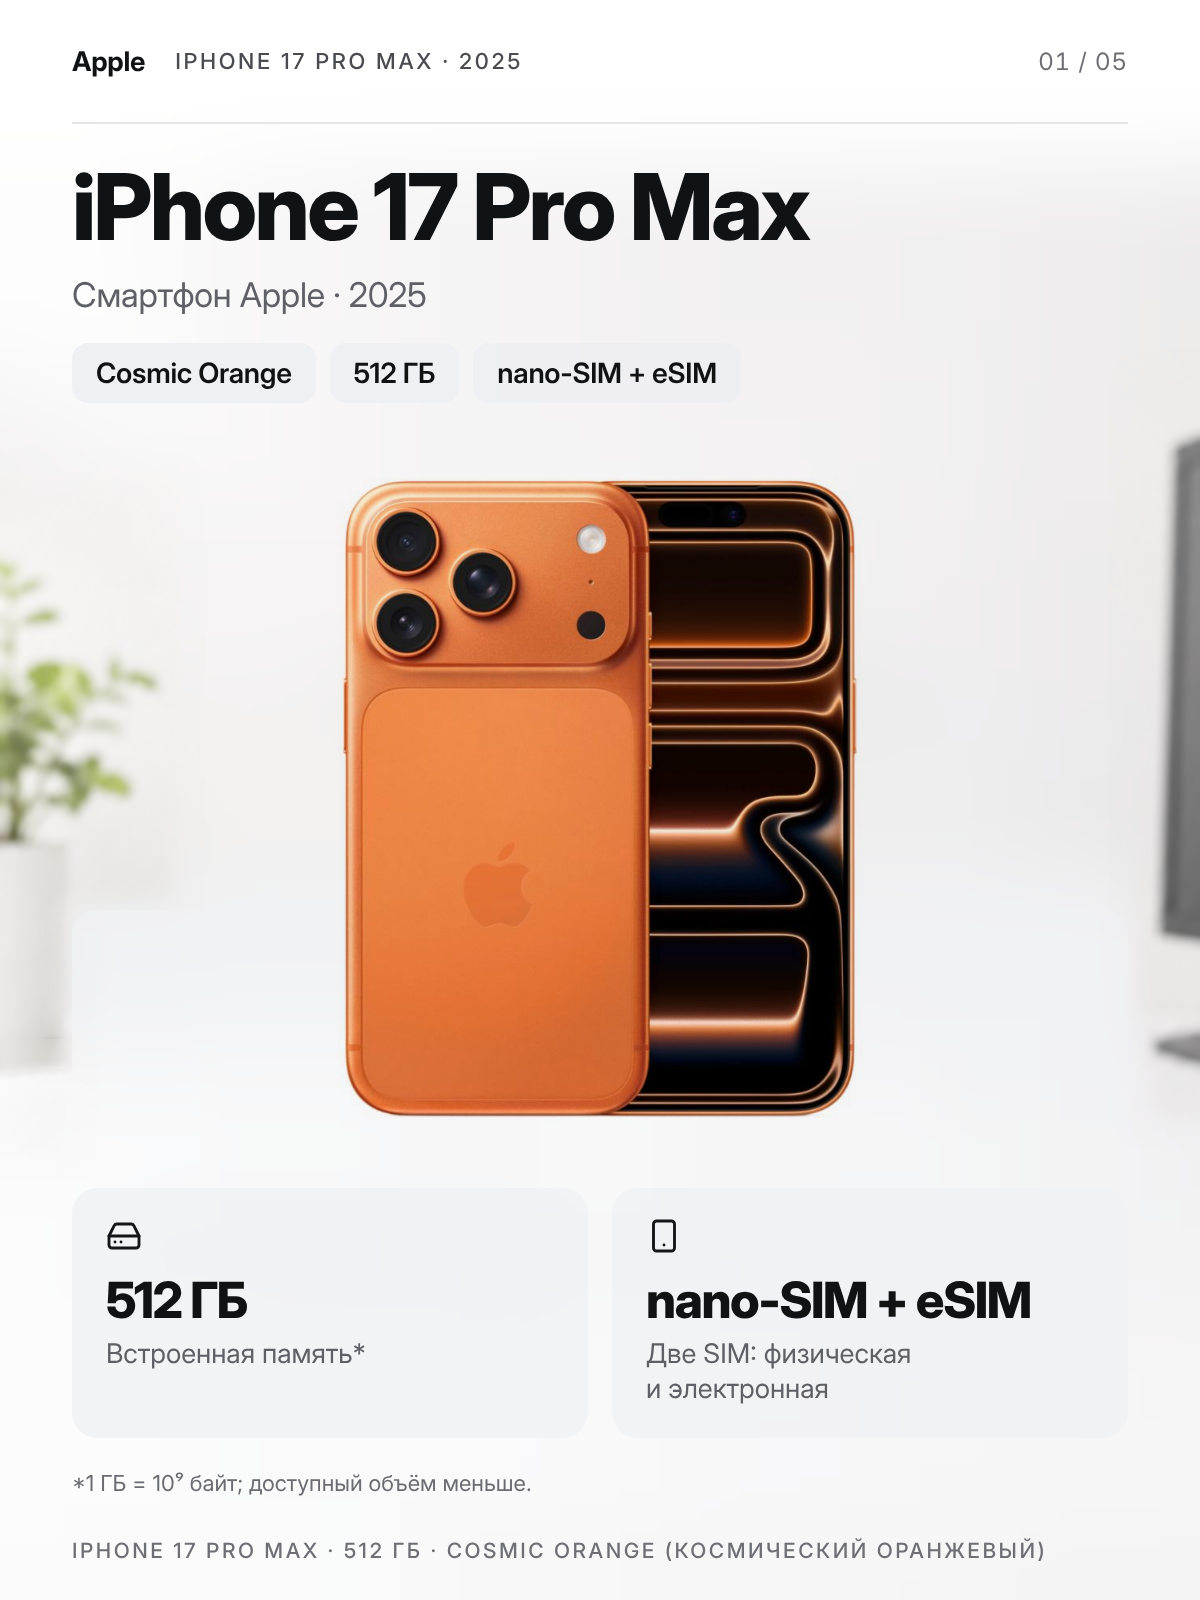 Apple IPHONE 17 PRO MAX · 2025 01 / 05
iPhone 17 Pro Max
Смартфон Apple · 2025
Cosmic Orange 512 ГБ nano-SIM + eSIM
512 ГБ
Встроенная память*
nano-SIM + eSIM
Две SIM: физическая
и электронная
*1 ГБ = 10⁹ байт; доступный объём меньше.
IPHONE 17 PRO MAX · 512 ГБ · COSMIC ORANGE (КОСМИЧЕСКИЙ ОРАНЖЕВЫЙ)